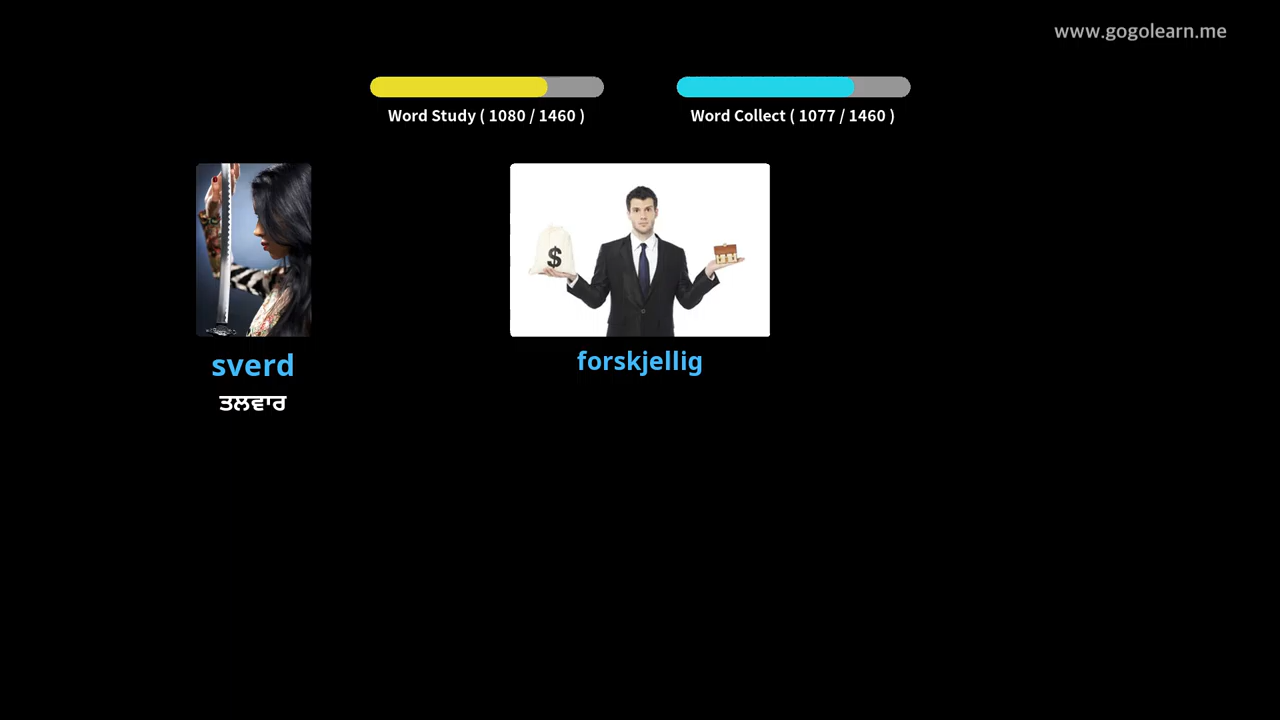 www.gogolearn.me
Word Study ( 1080 / 1460 )
Word Collect ( 1077 / 1460 )
$
sverd
ਤਲਵਾਰ
forskjellig